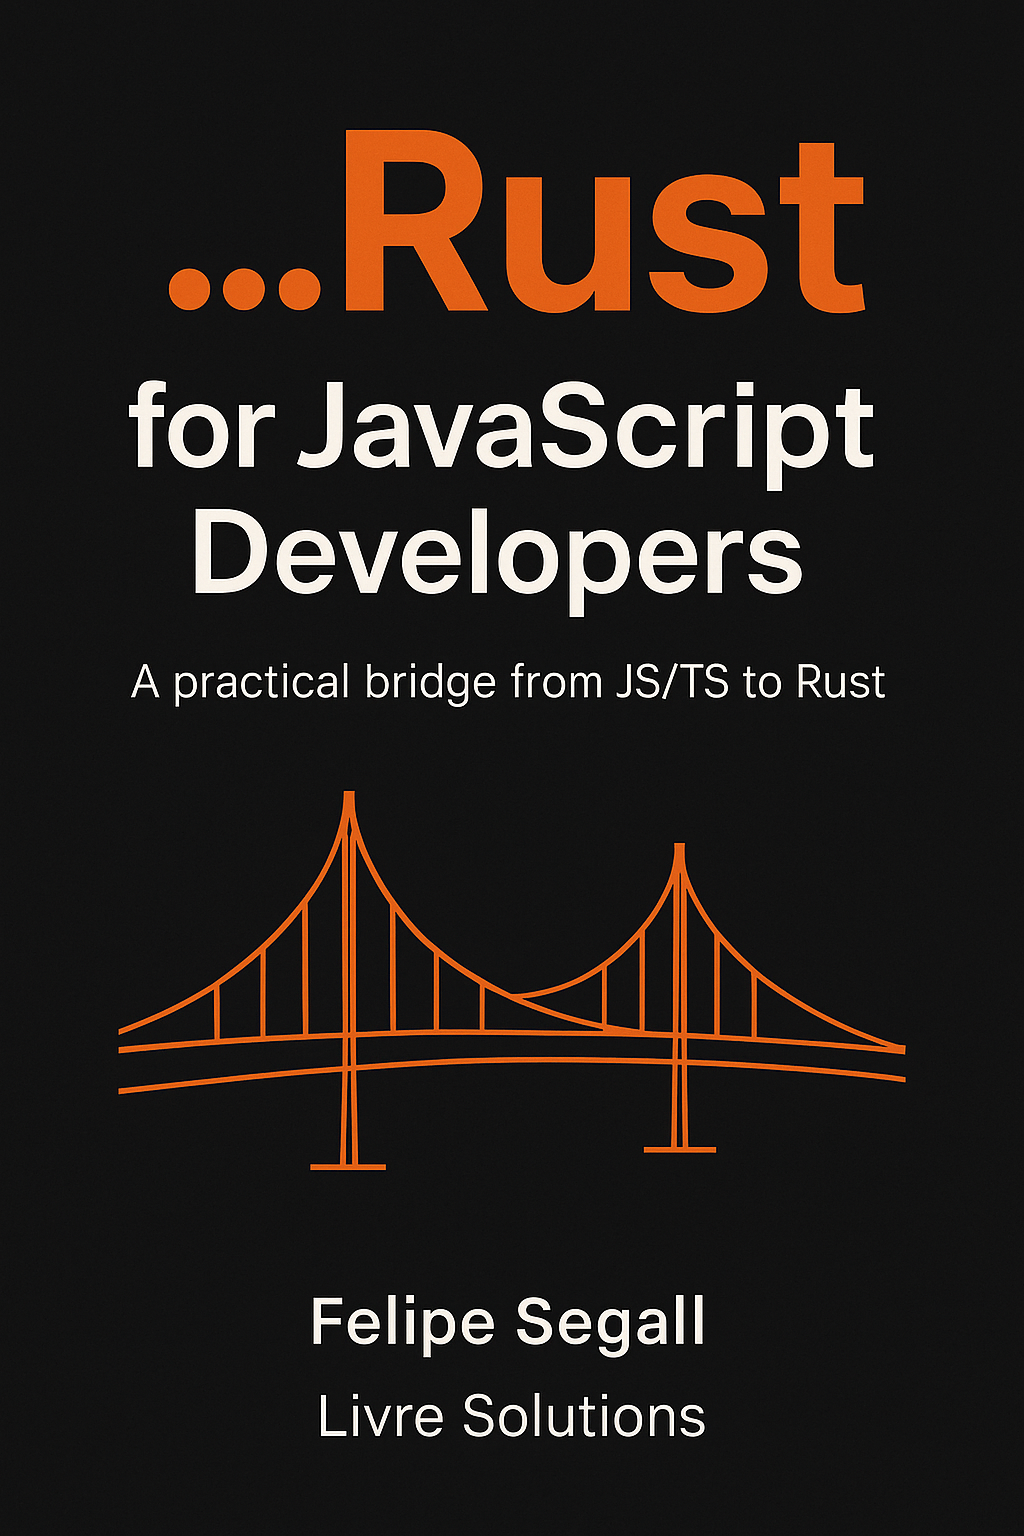 ...Rust
for JavaScript
Developers
A practical bridge from JS/TS to Rust
Felipe Segall
Livre Solutions